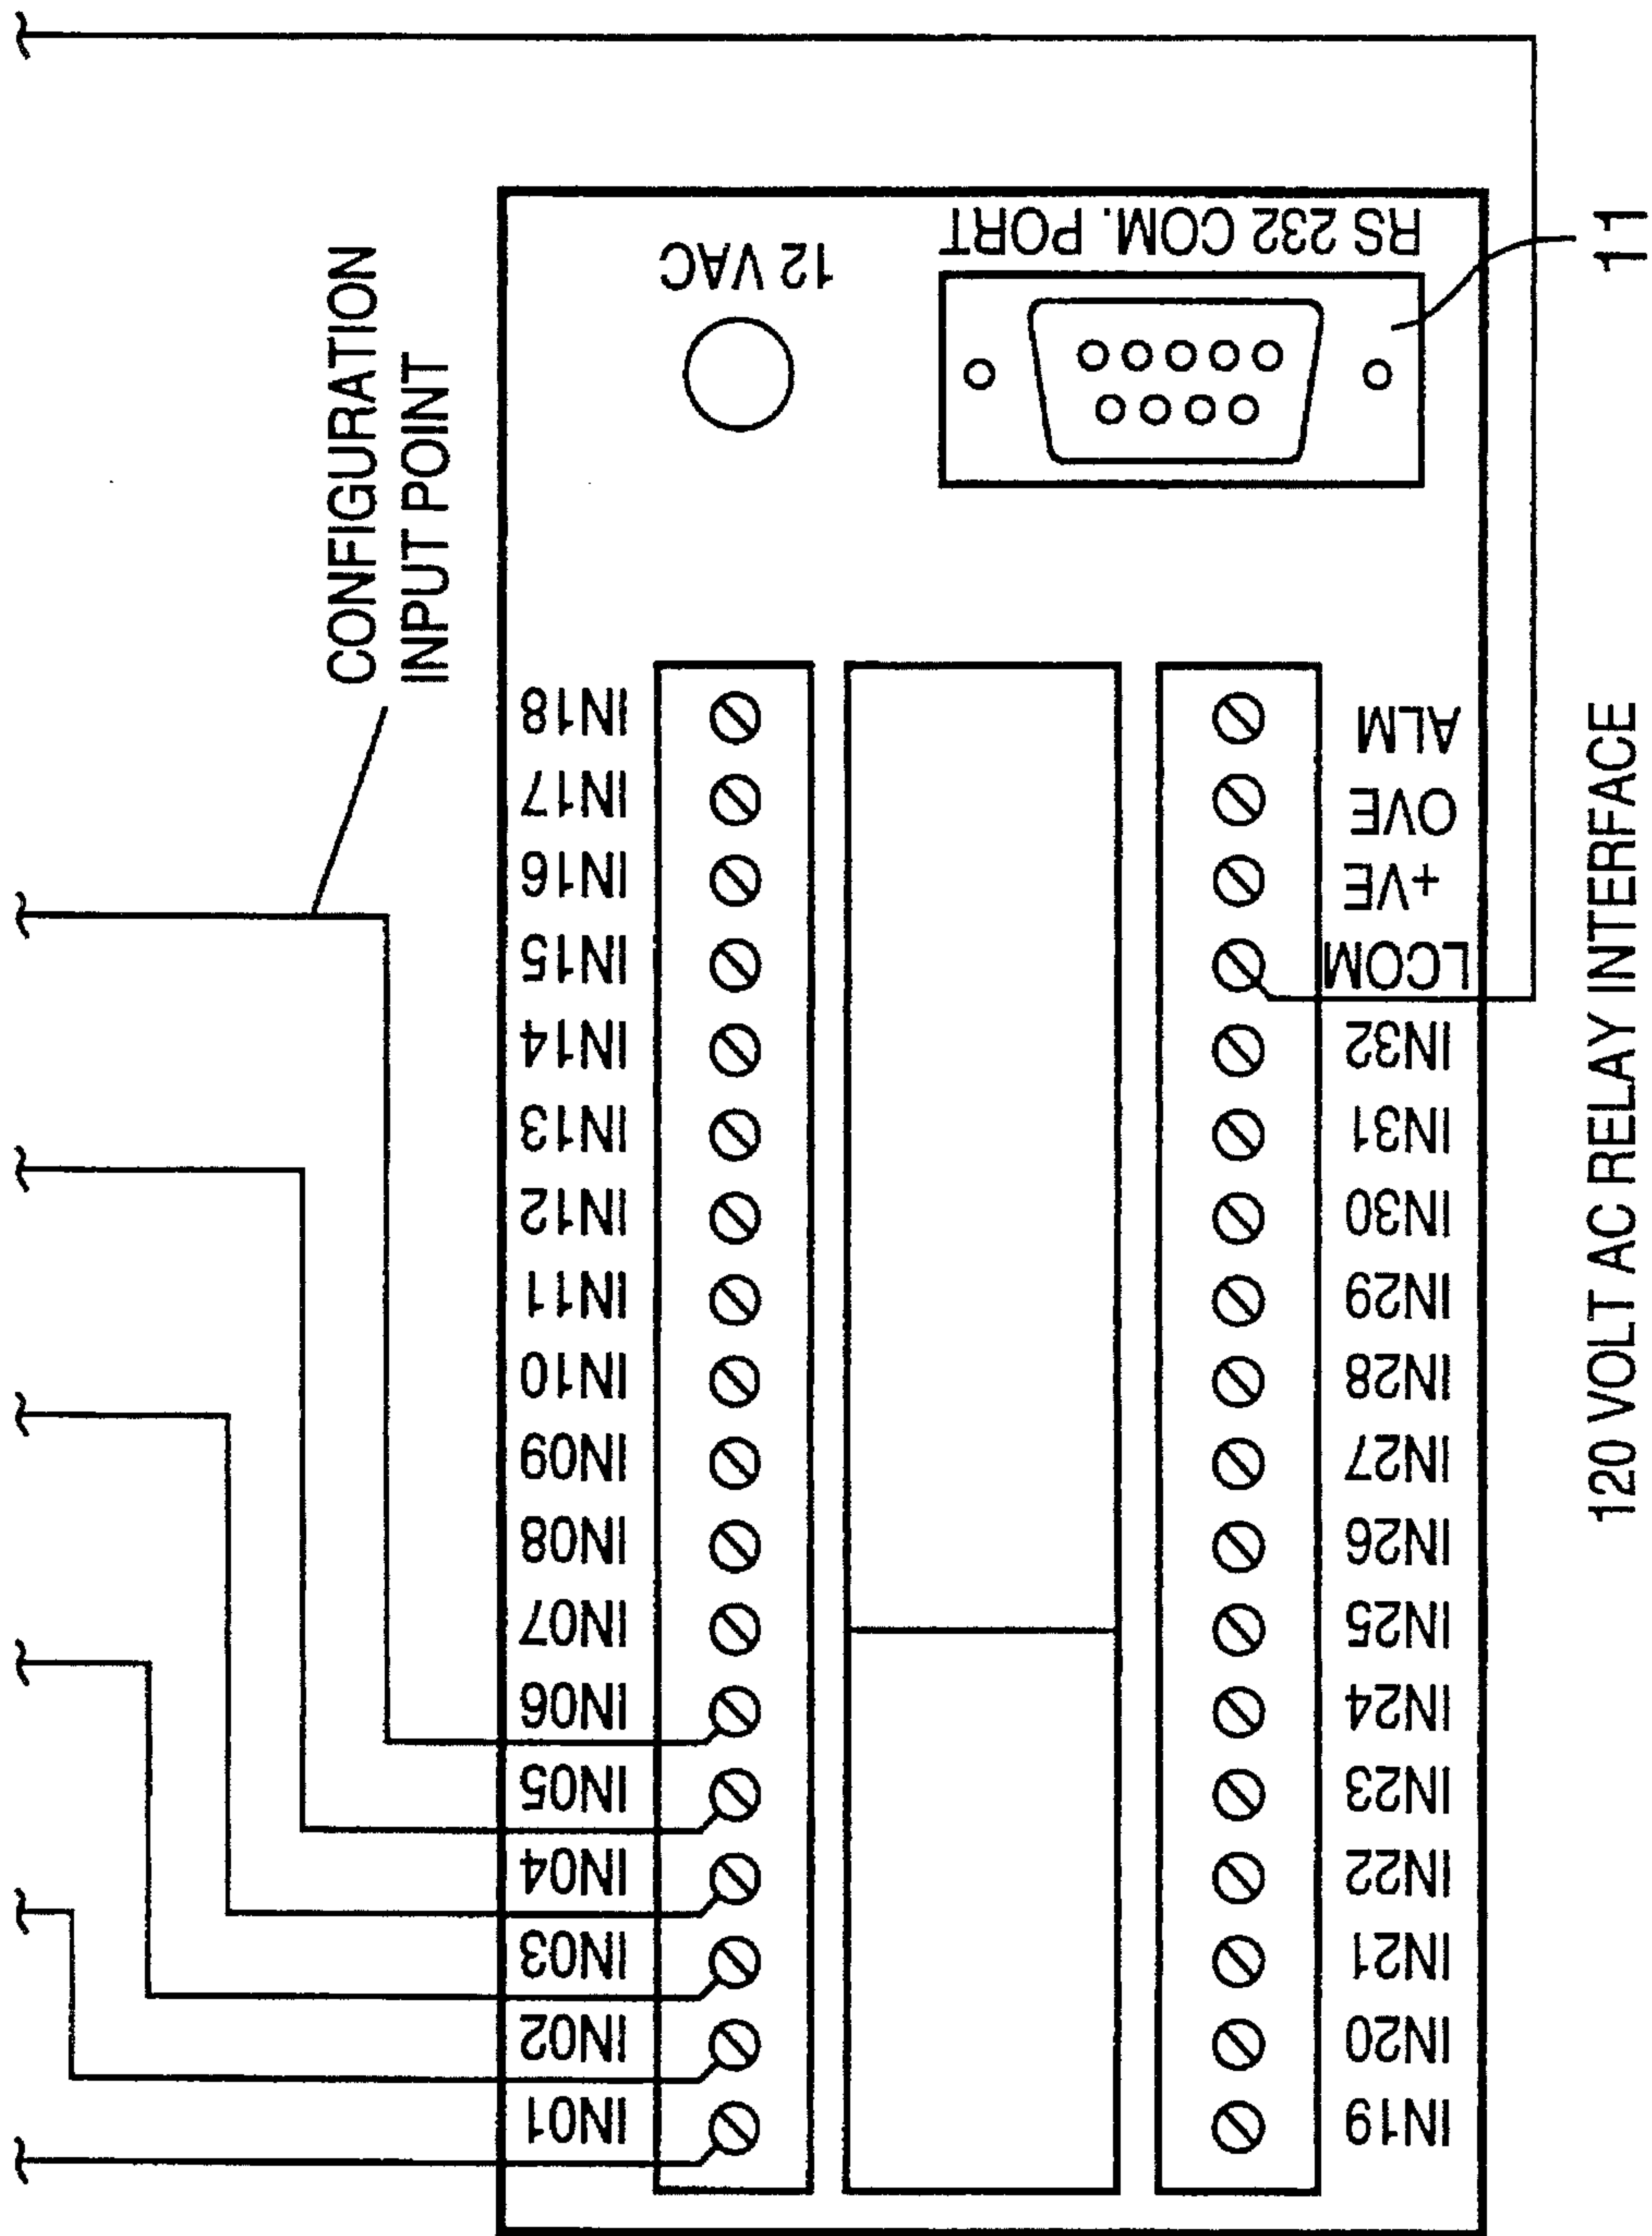 CONFIGURATION
INPUT POINT
12 VAC
RS 232 COM. PORT
11
IN18
IN17
IN16
IN15
IN14
IN13
IN12
IN11
IN10
IN09
IN08
IN07
IN06
IN05
IN04
IN03
IN02
IN01
ALM
OVE
+VE
LCOM
IN32
IN31
IN30
IN29
IN28
IN27
IN26
IN25
IN24
IN23
IN22
IN21
IN20
IN19
120 VOLT AC RELAY INTERFACE